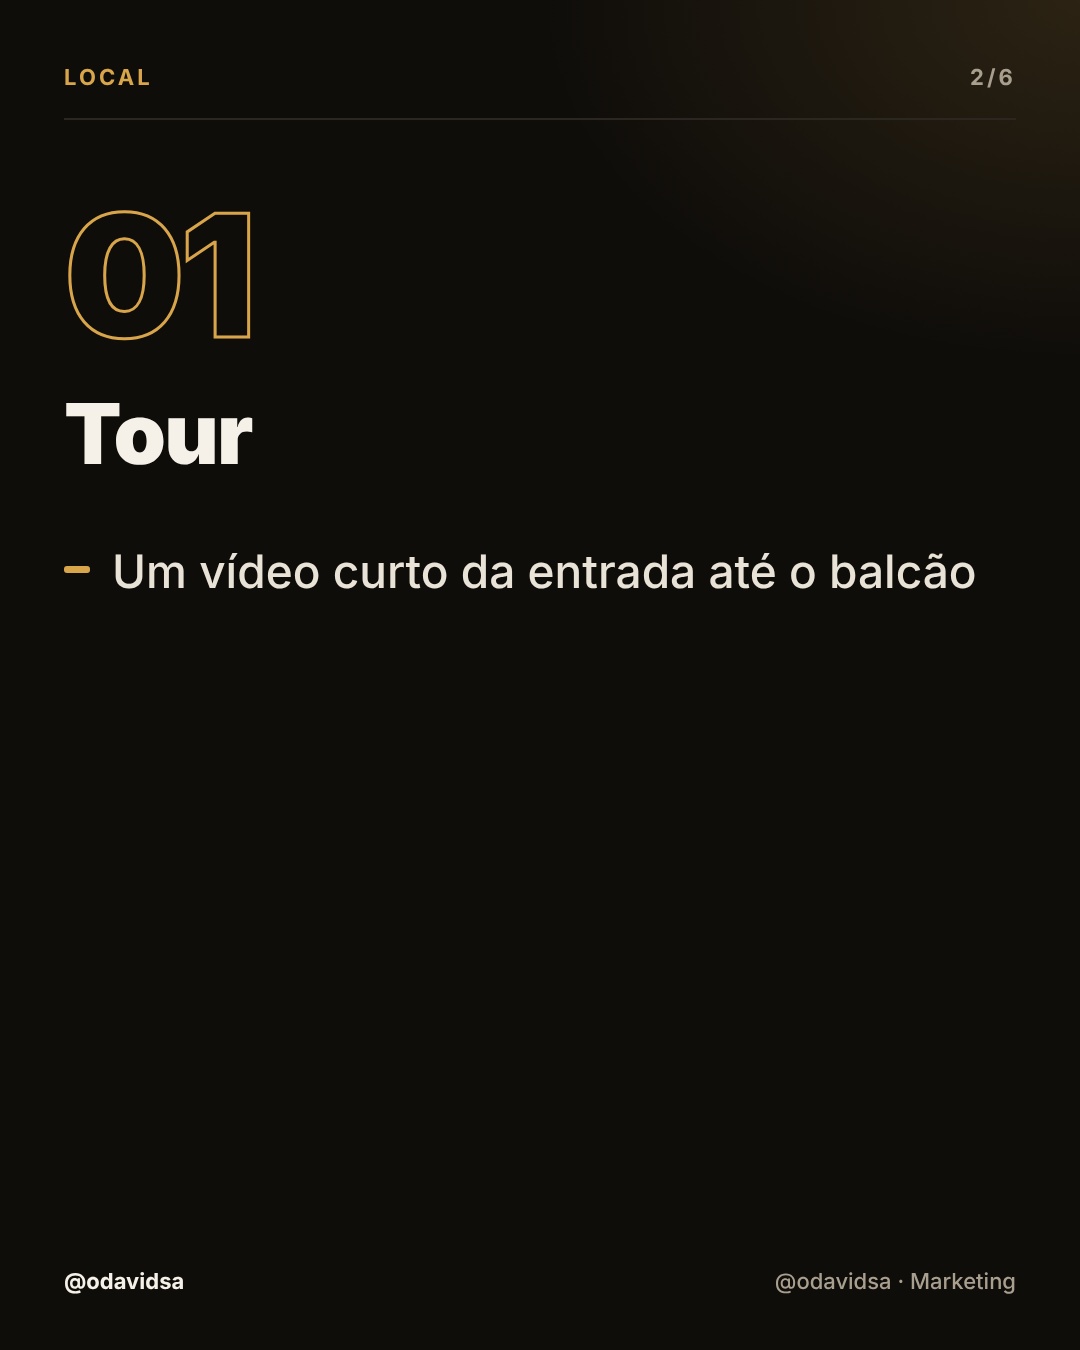 LOCAL
2/6
01
Tour
Um vídeo curto da entrada até o balcão
@odavidsa
@odavidsa · Marketing